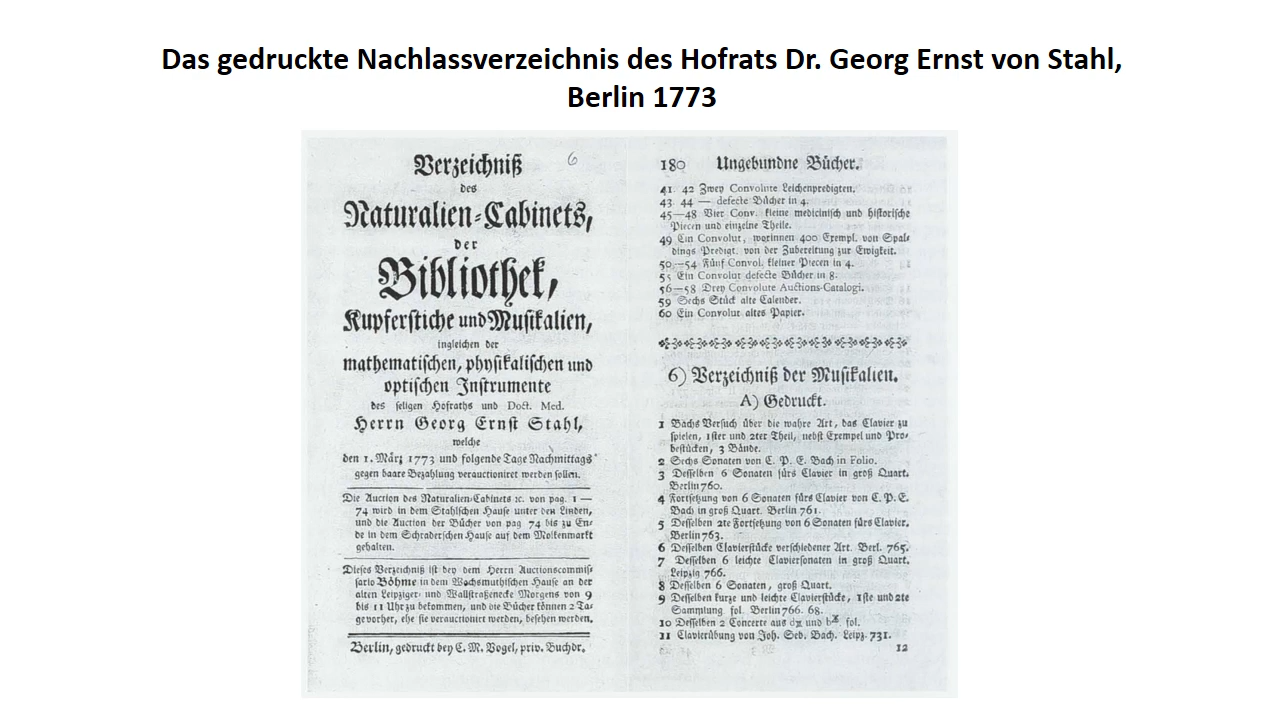 Das gedruckte Nachlassverzeichnis des Hofrats Dr. Georg Ernst von Stahl,
Berlin 1773
6
Verzeichniß
des
Naturalien-Cabinets,
der
Bibliothek,
Kupferstiche und Musikalien,
ingleichen der
mathematischen, physikalischen und
optischen Instrumente
des seligen Hofraths und Doct. Med.
Herrn Georg Ernst Stahl,
welche
den 1. März 1773 und folgende Tage Nachmittags
gegen baare Bezahlung verauctioniret werden sollen.
Die Auction des Naturalien-Cabinets ꝛc. von pag. 1 —
74 wird in dem Stahlschen Hause unter den Linden,
und die Auction der Bücher von pag 74 bis zu En-
de in dem Schraderschen Hause auf dem Molkenmarkt
gehalten.
Dieses Verzeichniß ist bey dem Herrn Auctionscommiss-
sario Böhme in dem Wachsmuthischen Hause an der
alten Leipziger- und Wallstraßenecke Morgens von 9
bis 11 Uhr zu bekommen, und die Bücher können 2 Ta-
ge vorher, ehe sie verauctionirt werden, besehen werden.
Berlin, gedruckt bey C. M. Vogel, priv. Buchdr.
180 Ungebundne Bücher.
41 42 Zwey Convolute Leichenpredigten.
43 44 — defecte Bücher in 4.
45—48 Vier Conv. kleine medicinisch und historische
Piecen und einzelne Theile.
49 Ein Convolut, worinnen 400 Exempl. von Spal-
dings Predigt. von der Zubereitung zur Ewigkeit.
50—54 Fünf Convol. kleiner Piecen in 4.
55 Ein Convolut defecte Bücher in 8.
56—58 Drey Convolute Auctions-Catalogi.
59 Sechs Stück alte Calender.
60 Ein Convolut altes Papier.
6) Verzeichniß der Musikalien.
A) Gedruckt.
1 Bachs Versuch über die wahre Art, das Clavier zu
spielen, 1ster und 2ter Theil, nebst Exempel und Pro-
bestücken, 3 Bände.
2 Sechs Sonaten von C. P. E. Bach in Folio.
3 Desselben 6 Sonaten fürs Clavier in groß Quart.
Berlin 760.
4 Fortsetzung von 6 Sonaten fürs Clavier von C. P. E.
Bach in groß Quart. Berlin 761.
5 Desselben 2te Fortsetzung von 6 Sonaten fürs Clavier.
Berlin 763.
6 Desselben Clavierstücke verschiedener Art. Berl. 765.
7 Desselben 6 leichte Claviersonaten in groß Quart.
Leipzig 766.
8 Desselben 6 Sonaten, groß Quart.
9 Desselben kurze und leichte Clavierstücke, 1ste und 2te
Sammlung fol. Berlin 766. 68.
10 Desselben 2 Concerte aus und fol.
11 Clavierübung von Joh. Seb. Bach. Leipz. 731.
12